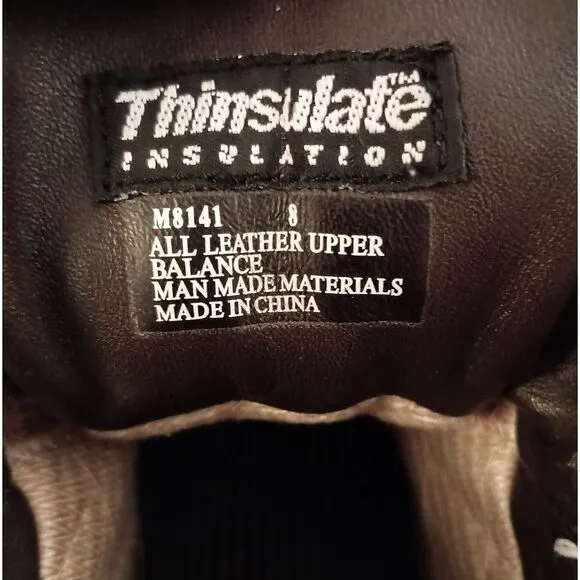 Thinsulate™
INSULATION
M8141 8
ALL LEATHER UPPER
BALANCE
MAN MADE MATERIALS
MADE IN CHINA